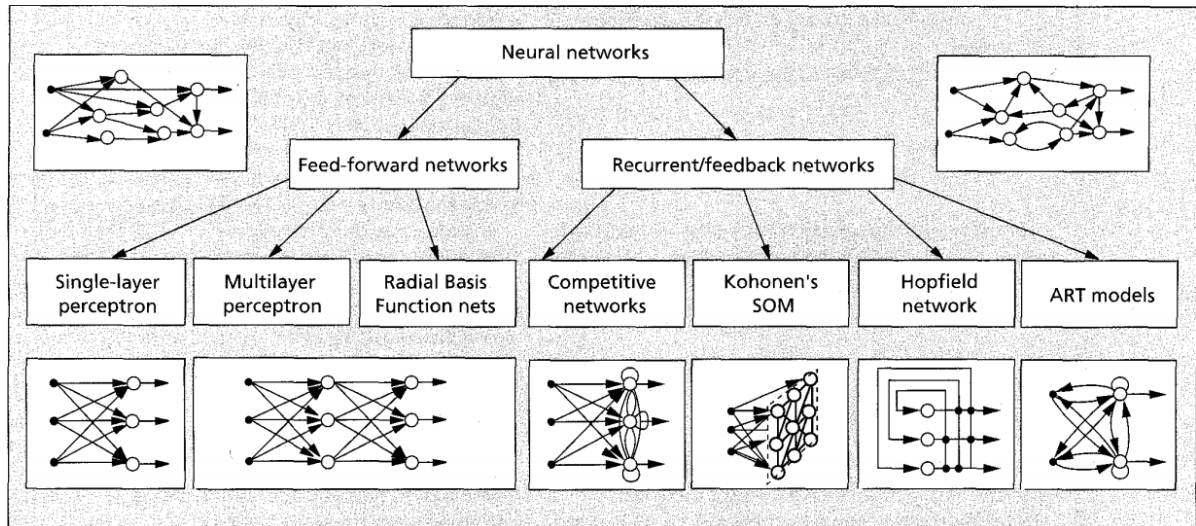 Neural networks
Feed-forward networks
Recurrent/feedback networks
Single-layer
perceptron
Multilayer
perceptron
Radial Basis
Function nets
Competitive
networks
Kohonen's
SOM
Hopfield
network
ART models